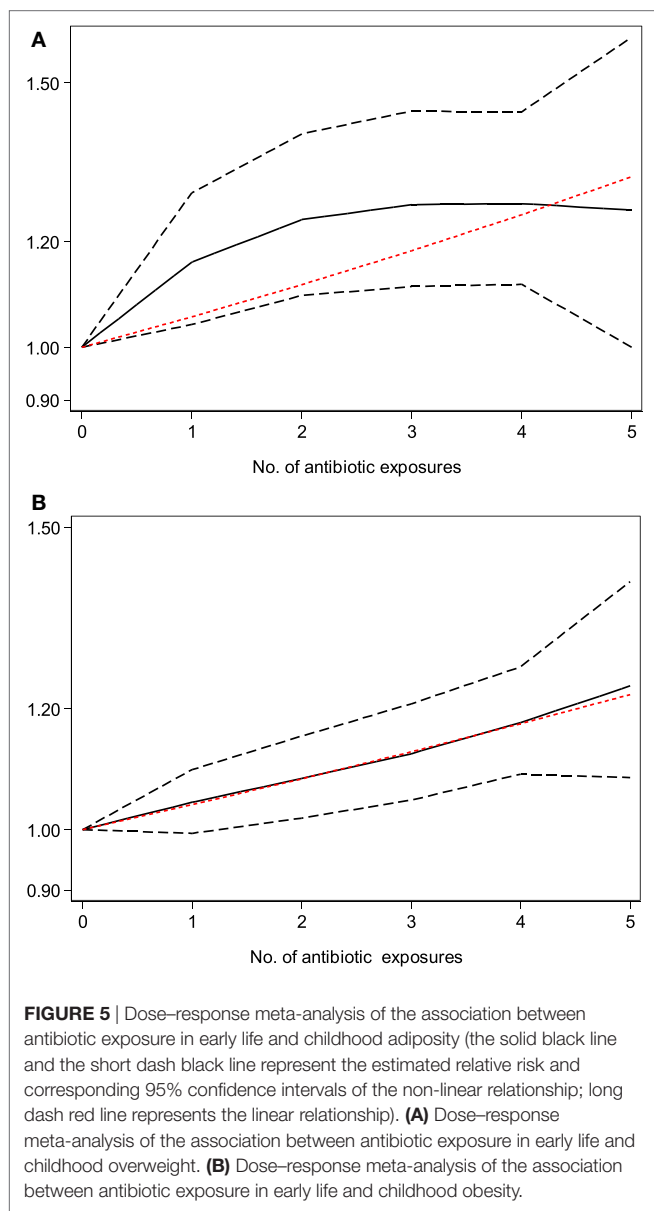 A
1.50
1.20
1.00
0.90
0 1 2 3 4 5
No. of antibiotic exposures
B
1.50
1.20
1.00
0.90
0 1 2 3 4 5
No. of antibiotic exposures
FIGURE 5 | Dose–response meta-analysis of the association between
antibiotic exposure in early life and childhood adiposity (the solid black line
and the short dash black line represent the estimated relative risk and
corresponding 95% confidence intervals of the non-linear relationship; long
dash red line represents the linear relationship). (A) Dose–response
meta-analysis of the association between antibiotic exposure in early life and
childhood overweight. (B) Dose–response meta-analysis of the association
between antibiotic exposure in early life and childhood obesity.